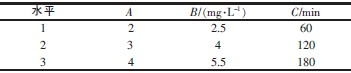 水平 A B/(mg·L⁻¹) C/min
1 2 2.5 60
2 3 4 120
3 4 5.5 180